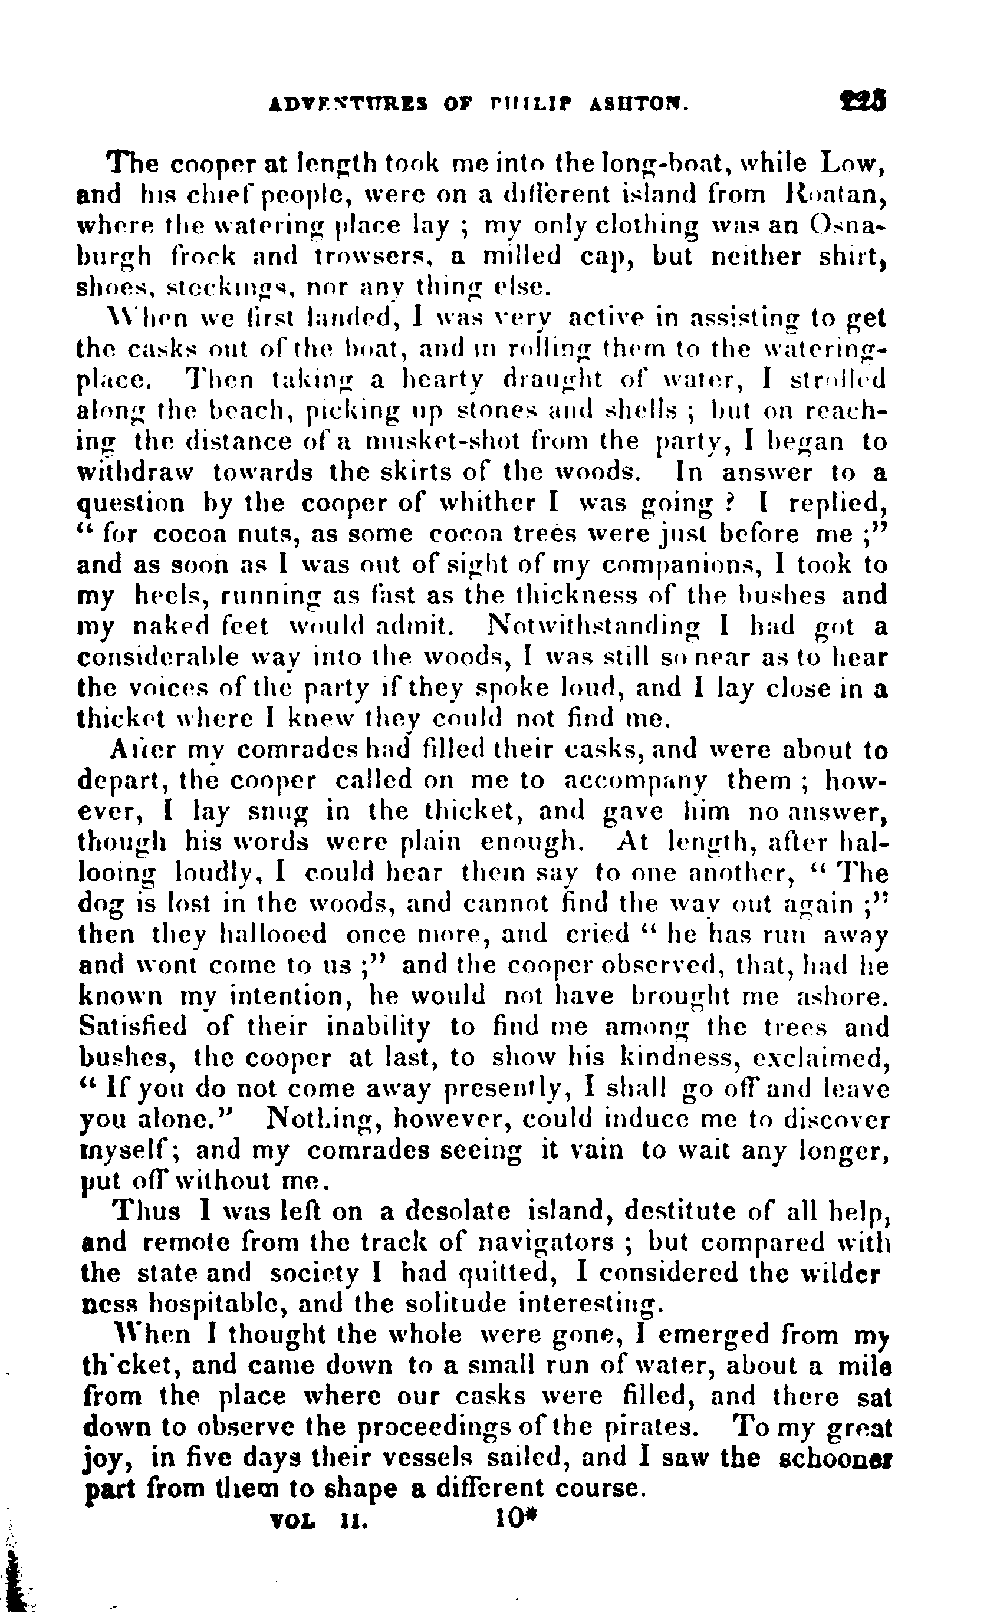 ADVENTURES OF PHILIP ASHTON. 225
The cooper at length took me into the long-boat, while Low,
and his chief people, were on a different island from Roatan,
where the watering place lay ; my only clothing was an Osna-
burgh frock and trowsers, a milled cap, but neither shirt,
shoes, stockings, nor any thing else.
When we first landed, I was very active in assisting to get
the casks out of the boat, and in rolling them to the watering-
place. Then taking a hearty draught of water, I strolled
along the beach, picking up stones and shells ; but on reach-
ing the distance of a musket-shot from the party, I began to
withdraw towards the skirts of the woods. In answer to a
question by the cooper of whither I was going ? I replied,
“ for cocoa nuts, as some cocoa trees were just before me ;”
and as soon as I was out of sight of my companions, I took to
my heels, running as fast as the thickness of the bushes and
my naked feet would admit. Notwithstanding I had got a
considerable way into the woods, I was still so near as to hear
the voices of the party if they spoke loud, and I lay close in a
thicket where I knew they could not find me.
After my comrades had filled their casks, and were about to
depart, the cooper called on me to accompany them ; how-
ever, I lay snug in the thicket, and gave him no answer,
though his words were plain enough. At length, after hal-
looing loudly, I could hear them say to one another, “ The
dog is lost in the woods, and cannot find the way out again ;”
then they hallooed once more, and cried “ he has run away
and wont come to us ;” and the cooper observed, that, had he
known my intention, he would not have brought me ashore.
Satisfied of their inability to find me among the trees and
bushes, the cooper at last, to show his kindness, exclaimed,
“ If you do not come away presently, I shall go off and leave
you alone.” Nothing, however, could induce me to discover
myself; and my comrades seeing it vain to wait any longer,
put off without me.
Thus I was left on a desolate island, destitute of all help,
and remote from the track of navigators ; but compared with
the state and society I had quitted, I considered the wilder
ness hospitable, and the solitude interesting.
When I thought the whole were gone, I emerged from my
thicket, and came down to a small run of water, about a mile
from the place where our casks were filled, and there sat
down to observe the proceedings of the pirates. To my great
joy, in five days their vessels sailed, and I saw the schooner
part from them to shape a different course.
VOL II. 10*